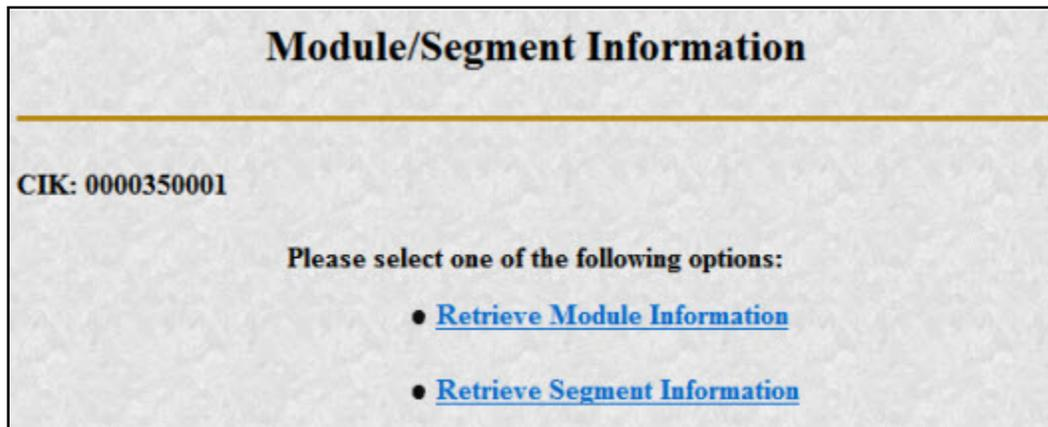 Module/Segment Information
CIK: 0000350001
Please select one of the following options:
Retrieve Module Information
Retrieve Segment Information